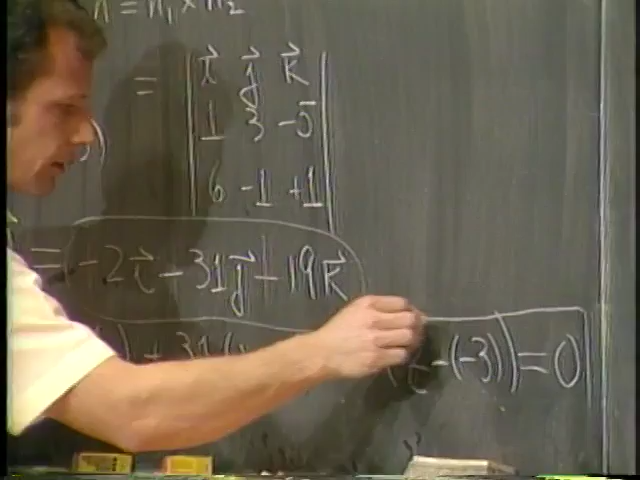 n = n₁ × n₂
= | i⃗ j⃗ k⃗ |
| 1 3 -5 |
| 6 -1 +1 |
= -2i⃗ - 31j⃗ - 19k⃗
) + 31( (z-(-3)) = 0